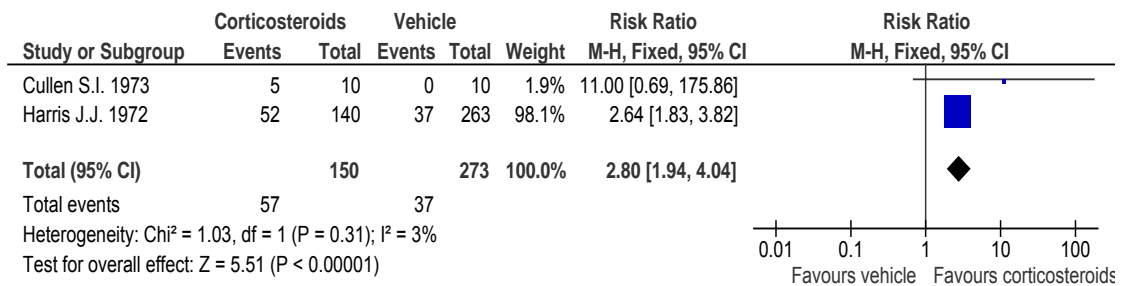 Corticosteroids Vehicle Risk Ratio Risk Ratio
Study or Subgroup Events Total Events Total Weight M-H, Fixed, 95% CI M-H, Fixed, 95% CI
Cullen S.I. 1973 5 10 0 10 1.9% 11.00 [0.69, 175.86]
Harris J.J. 1972 52 140 37 263 98.1% 2.64 [1.83, 3.82]
Total (95% CI) 150 273 100.0% 2.80 [1.94, 4.04]
Total events 57 37
Heterogeneity: Chi² = 1.03, df = 1 (P = 0.31); I² = 3%
Test for overall effect: Z = 5.51 (P < 0.00001)
0.01 0.1 1 10 100
Favours vehicle Favours corticosteroids